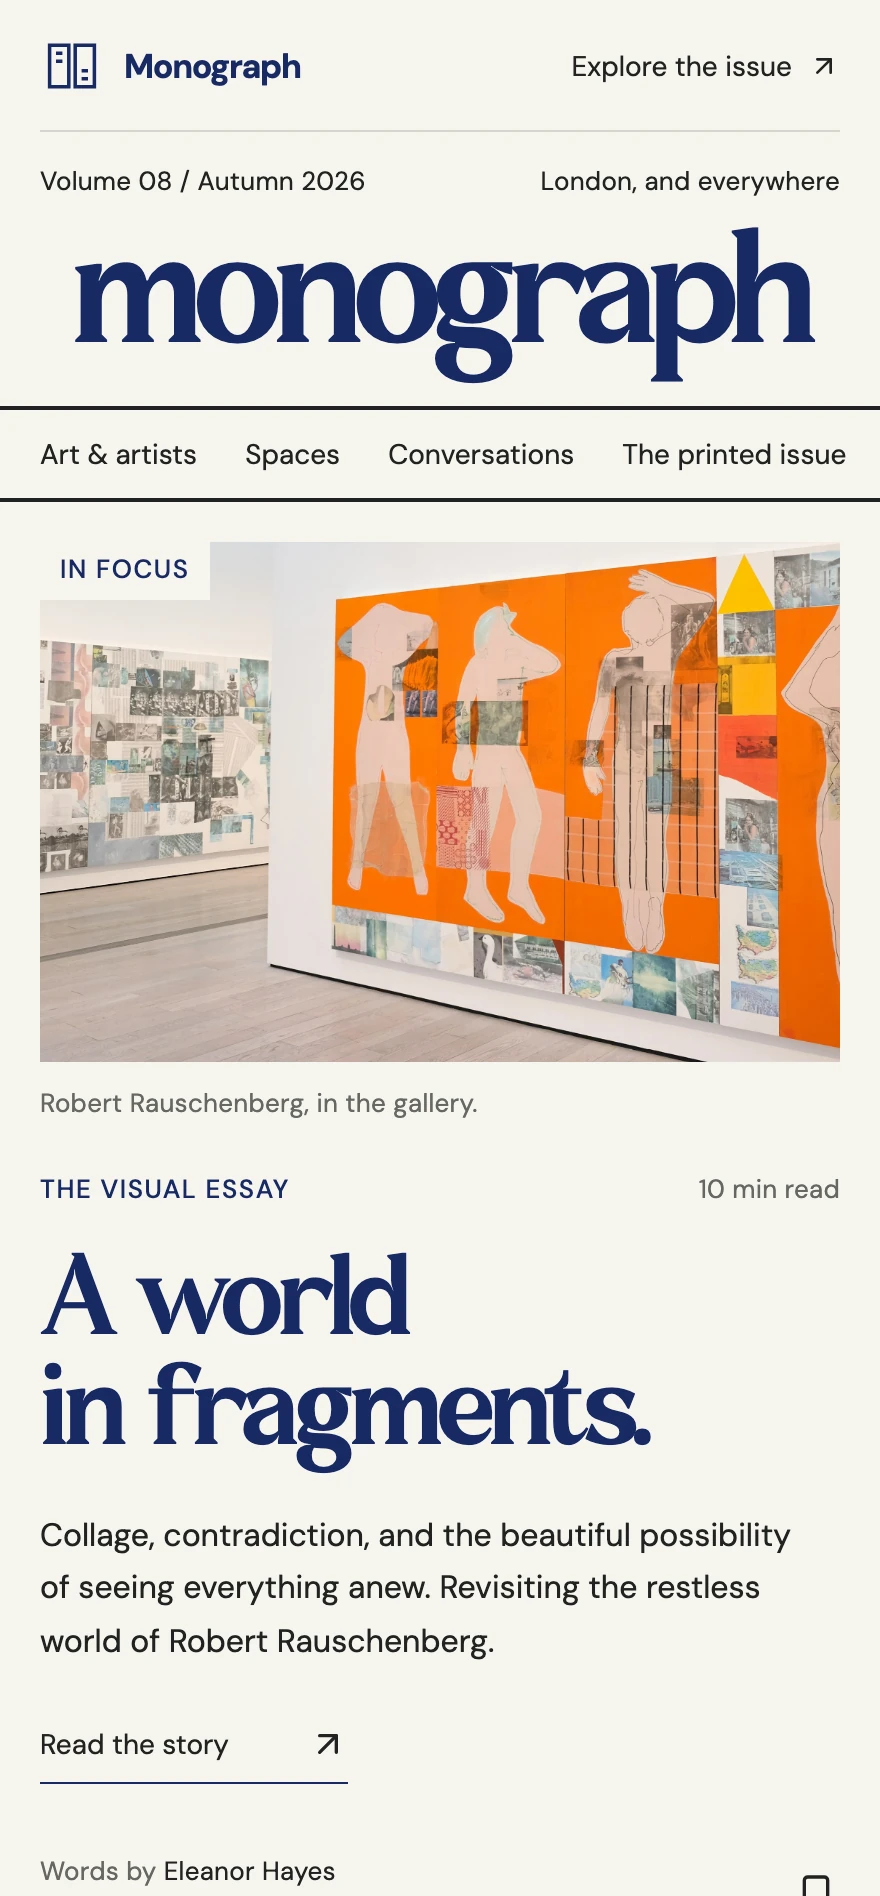 Monograph
Explore the issue
Volume 08 / Autumn 2026
London, and everywhere
monograph
Art & artists
Spaces
Conversations
The printed issue
IN FOCUS
Robert Rauschenberg, in the gallery.
THE VISUAL ESSAY
10 min read
A world
in fragments.
Collage, contradiction, and the beautiful possibility
of seeing everything anew. Revisiting the restless
world of Robert Rauschenberg.
Read the story
Words by Eleanor Hayes